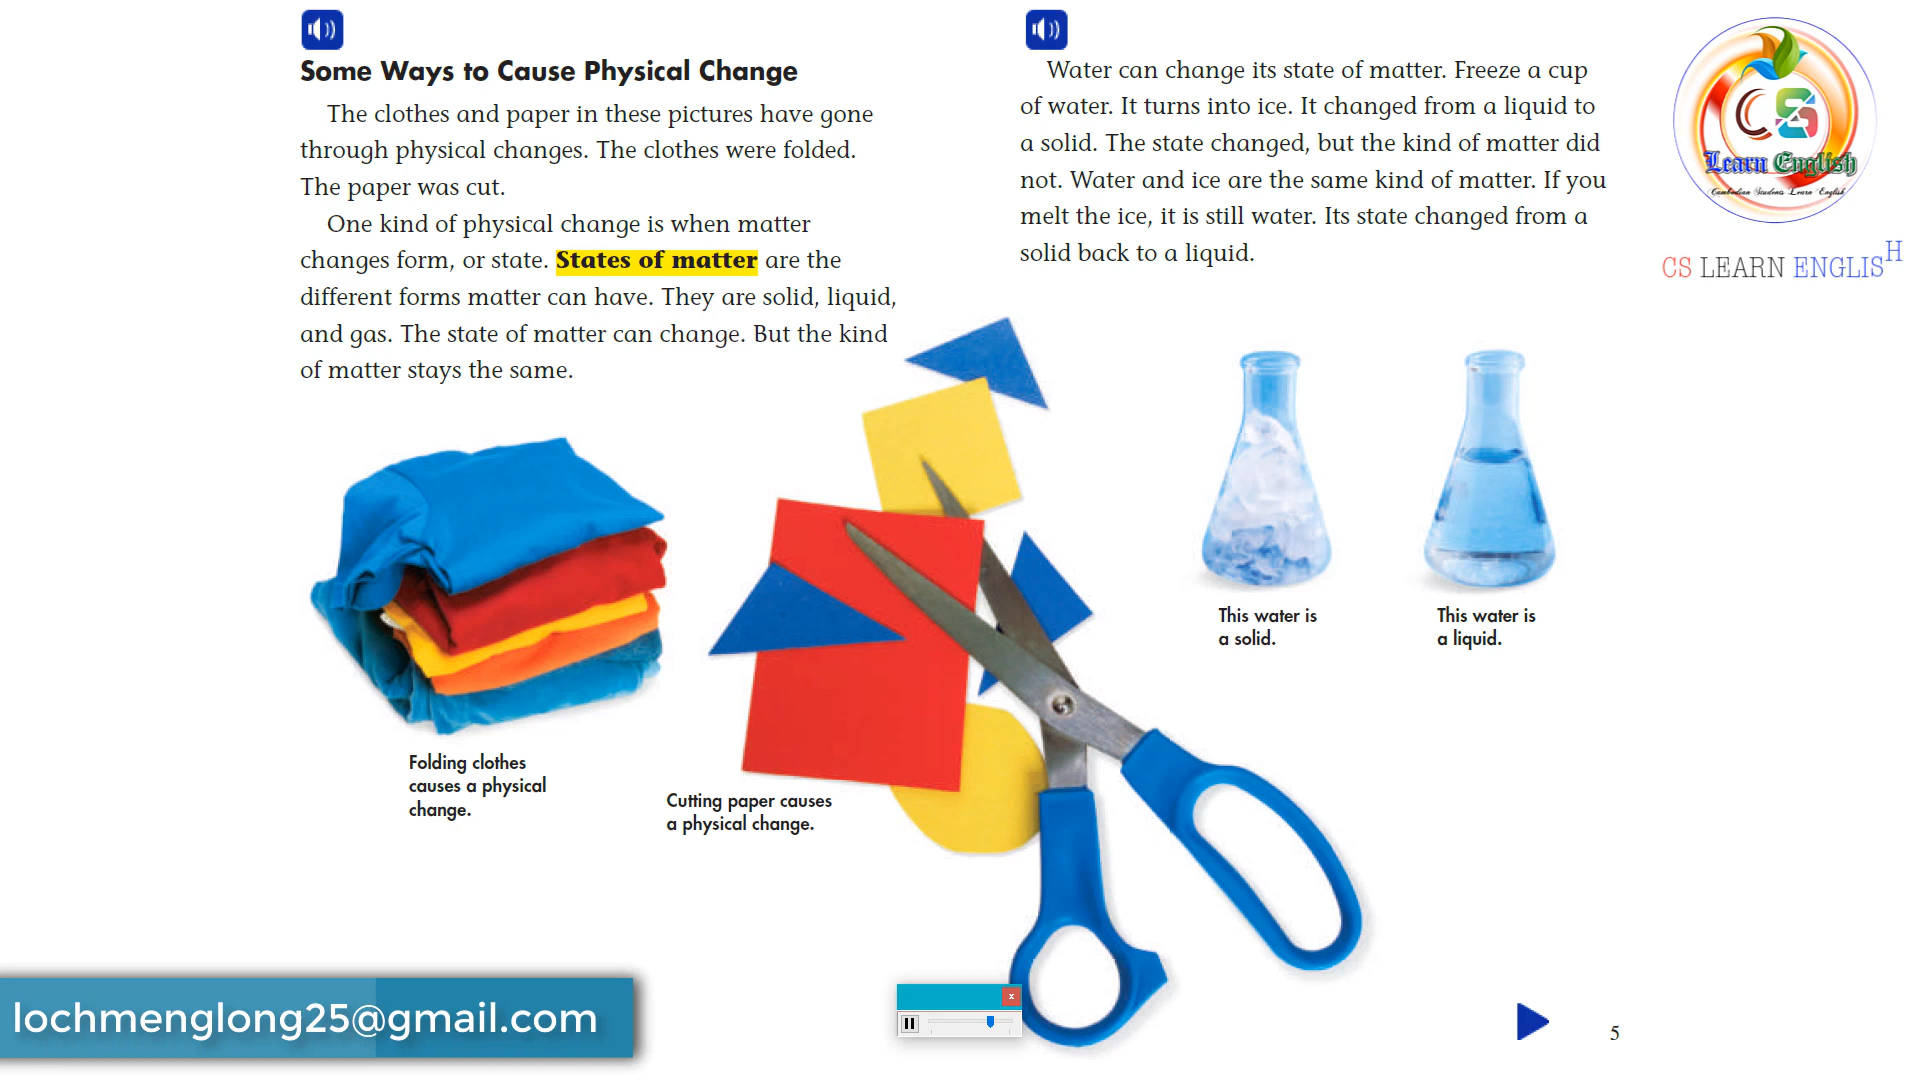 Some Ways to Cause Physical Change
The clothes and paper in these pictures have gone
through physical changes. The clothes were folded.
The paper was cut.
One kind of physical change is when matter
changes form, or state. States of matter are the
different forms matter can have. They are solid, liquid,
and gas. The state of matter can change. But the kind
of matter stays the same.
Folding clothes
causes a physical
change.
Cutting paper causes
a physical change.
Water can change its state of matter. Freeze a cup
of water. It turns into ice. It changed from a liquid to
a solid. The state changed, but the kind of matter did
not. Water and ice are the same kind of matter. If you
melt the ice, it is still water. Its state changed from a
solid back to a liquid.
This water is
a solid.
This water is
a liquid.
5
CS
Learn English
Cambodian Students Learn English
CS LEARN ENGLISH
lochmenglong25@gmail.com
x